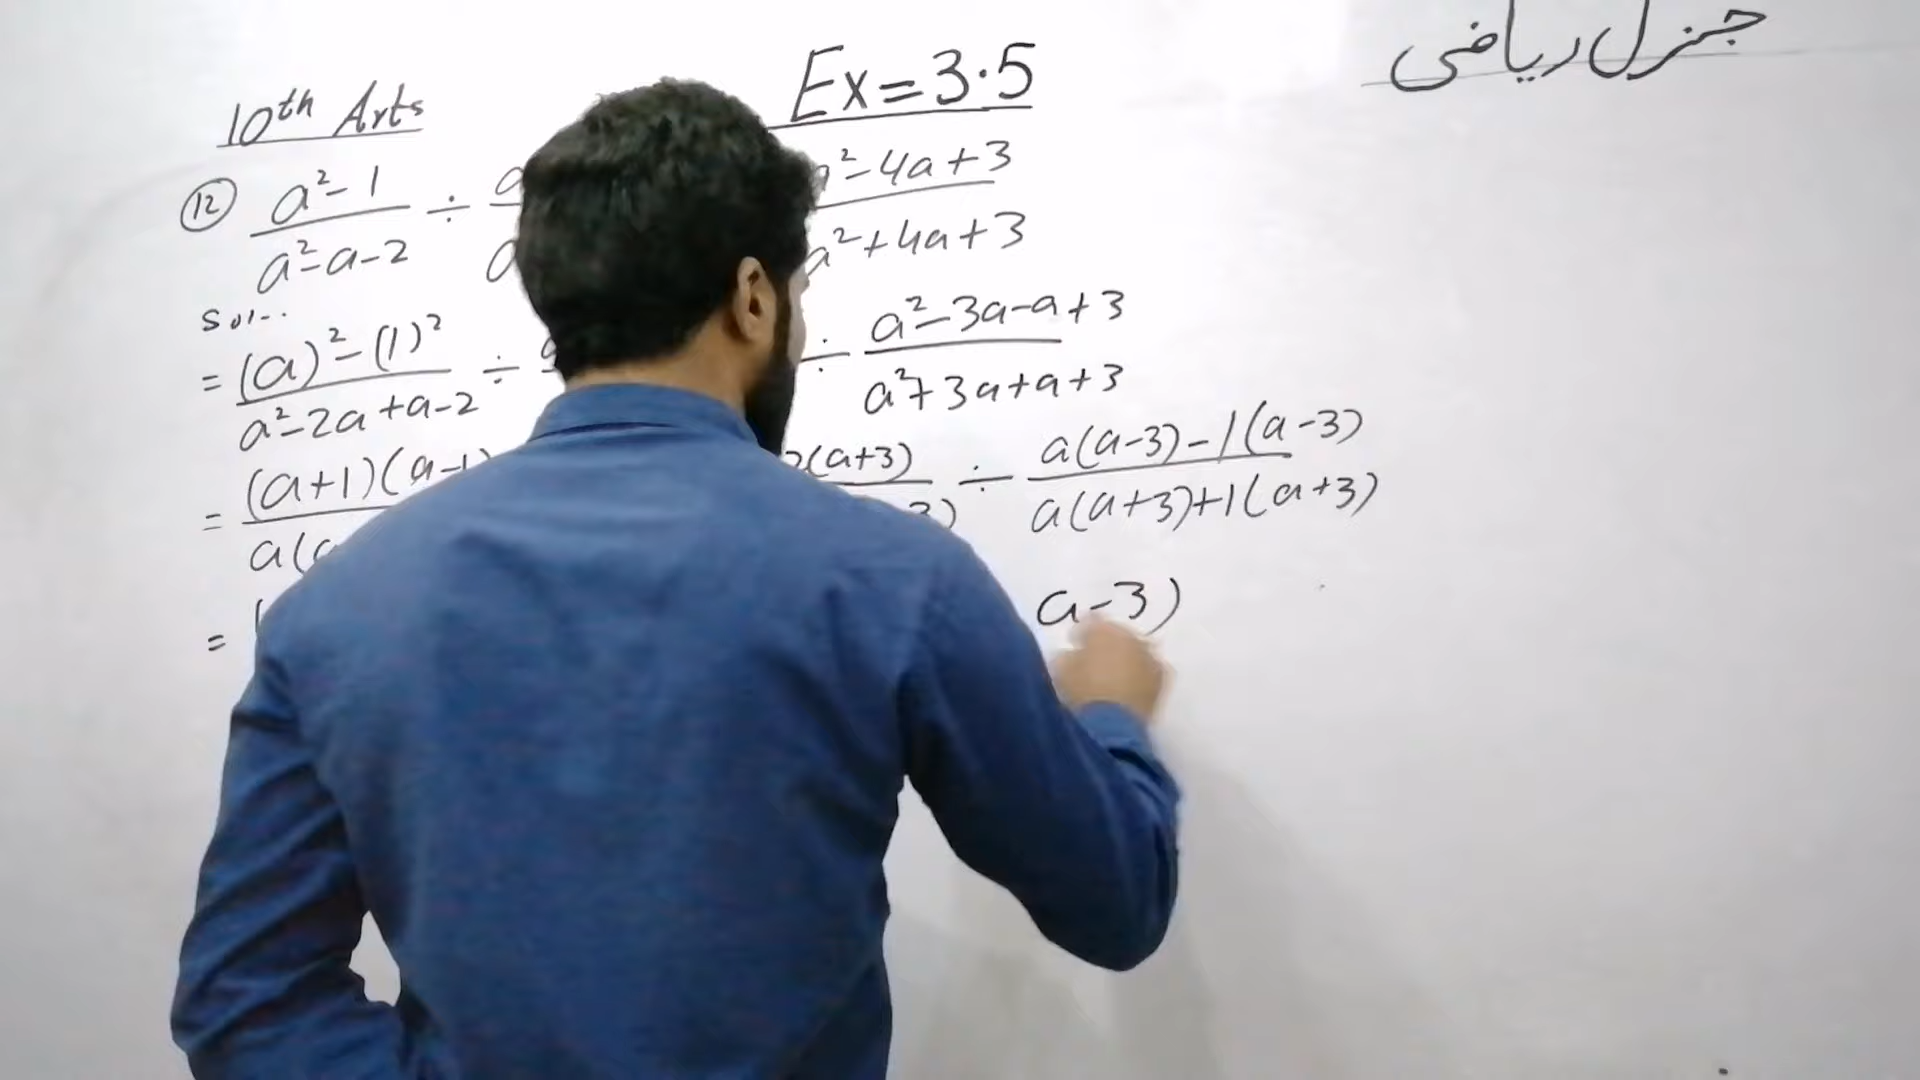 جنرل ریاضی
10th Arts Ex=3.5
(12) a²-1 ÷ a a²-4a+3
a²-a-2 a a²+4a+3
Sol..
= (a)²-(1)² ÷ a ÷ a²-3a-a+3
a²-2a+a-2 a²+3a+a+3
= (a+1)(a-1) 2(a+3) ÷ a(a-3)-1(a-3)
a( 3) a(a+3)+1(a+3)
= ( a-3)